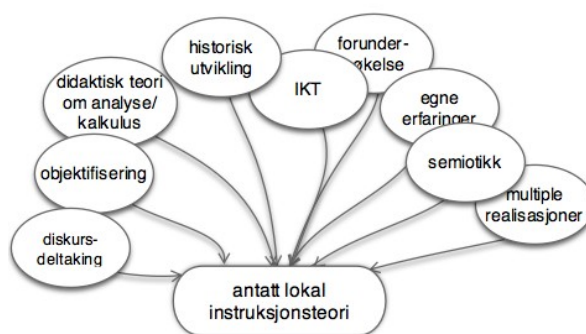 historisk
utvikling
forunder-
økelse
IKT
didaktisk teori
om analyse/
kalkulus
egne
erfaringer
objektifisering
semiotikk
multiple
realisasjoner
diskurs-
deltaking
antatt lokal
instruksjonsteori